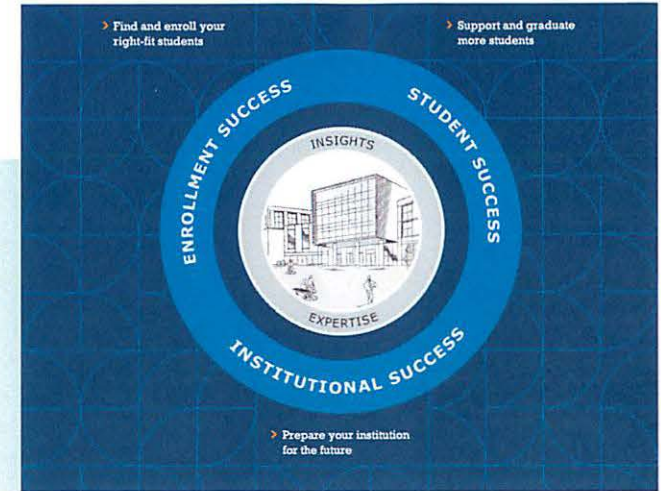 > Find and enroll your
right-fit students
> Support and graduate
more students
ENROLLMENT SUCCESS
STUDENT SUCCESS
INSIGHTS
EXPERTISE
INSTITUTIONAL SUCCESS
> Prepare your institution
for the future